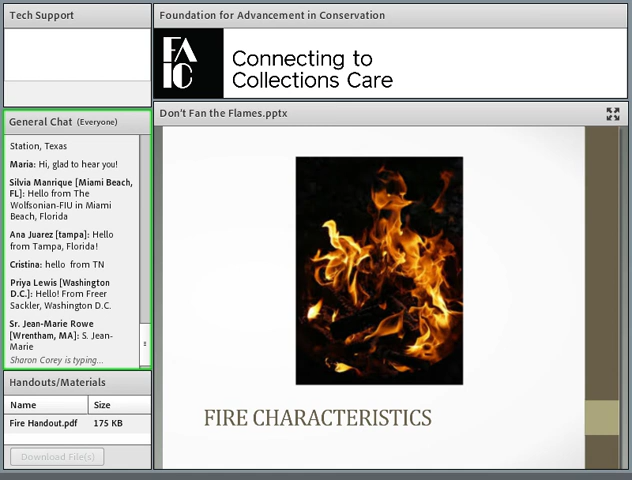 Tech Support
Foundation for Advancement in Conservation
FAIC
Connecting to
Collections Care
General Chat (Everyone)
Station, Texas
Maria: Hi, glad to hear you!
Silvia Manrique [Miami Beach,
FL]: Hello from The
Wolfsonian-FIU in Miami
Beach, Florida
Ana Juarez [tampa]: Hello
from Tampa, Florida!
Cristina: hello from TN
Priya Lewis [Washington
D.C.]: Hello! From Freer
Sackler, Washington D.C.
Sr. Jean-Marie Rowe
[Wrentham, MA]: S. Jean-
Marie
Sharon Corey is typing...
Handouts/Materials
Name Size
Fire Handout.pdf 175 KB
Download File(s)
Don't Fan the Flames.pptx
FIRE CHARACTERISTICS